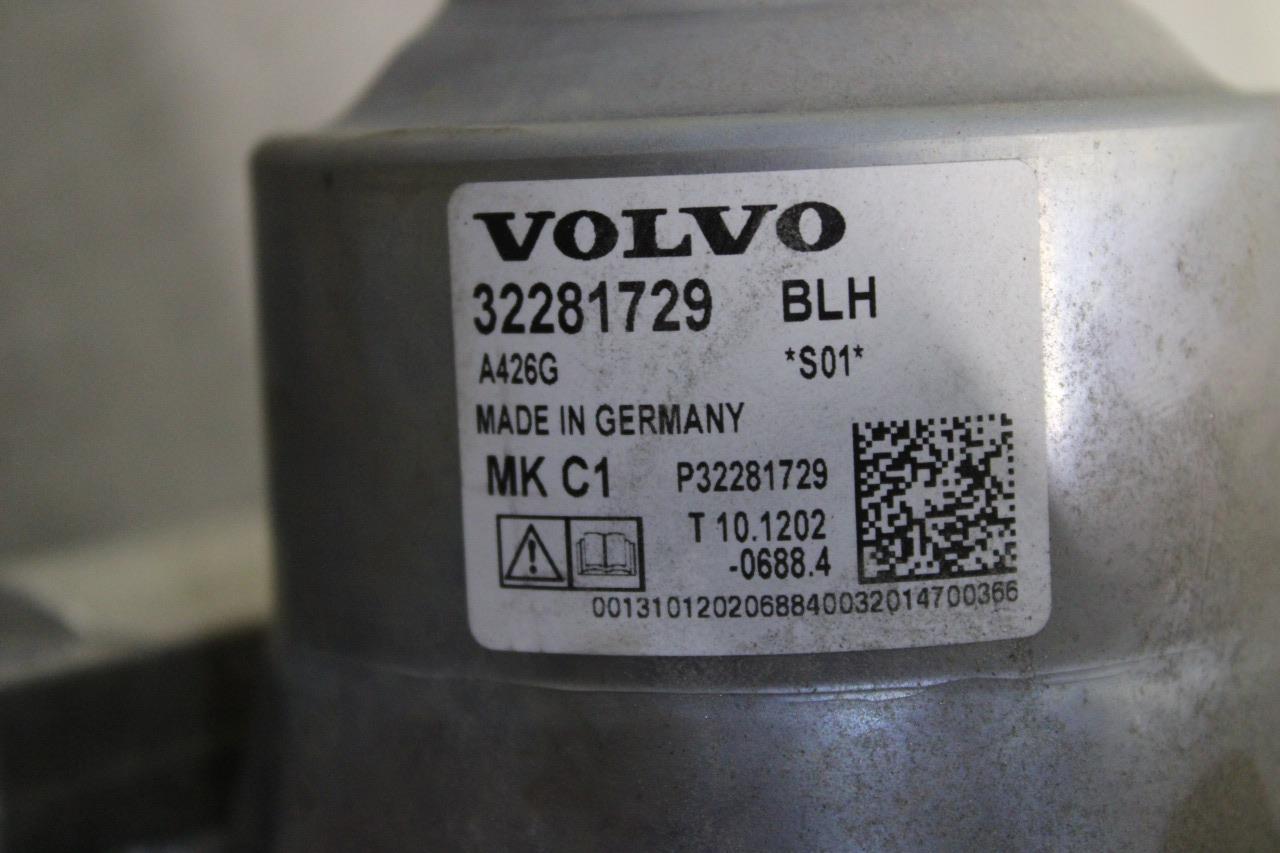 VOLVO
32281729 BLH
A426G *S01*
MADE IN GERMANY
MK C1 P32281729
T 10.1202
-0688.4
0013101202068840032014700366